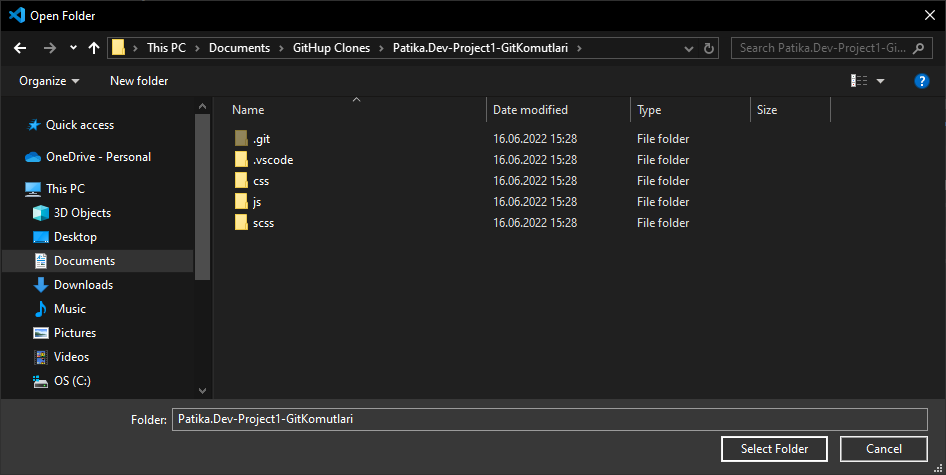 Open Folder
This PC > Documents > GitHup Clones > Patika.Dev-Project1-GitKomutlari >
Search Patika.Dev-Project1-Gi...
Organize
New folder
Name
Date modified
Type
Size
Quick access
OneDrive - Personal
This PC
3D Objects
Desktop
Documents
Downloads
Music
Pictures
Videos
OS (C:)
.git 16.06.2022 15:28 File folder
.vscode 16.06.2022 15:28 File folder
css 16.06.2022 15:28 File folder
js 16.06.2022 15:28 File folder
scss 16.06.2022 15:28 File folder
Folder: Patika.Dev-Project1-GitKomutlari
Select Folder
Cancel